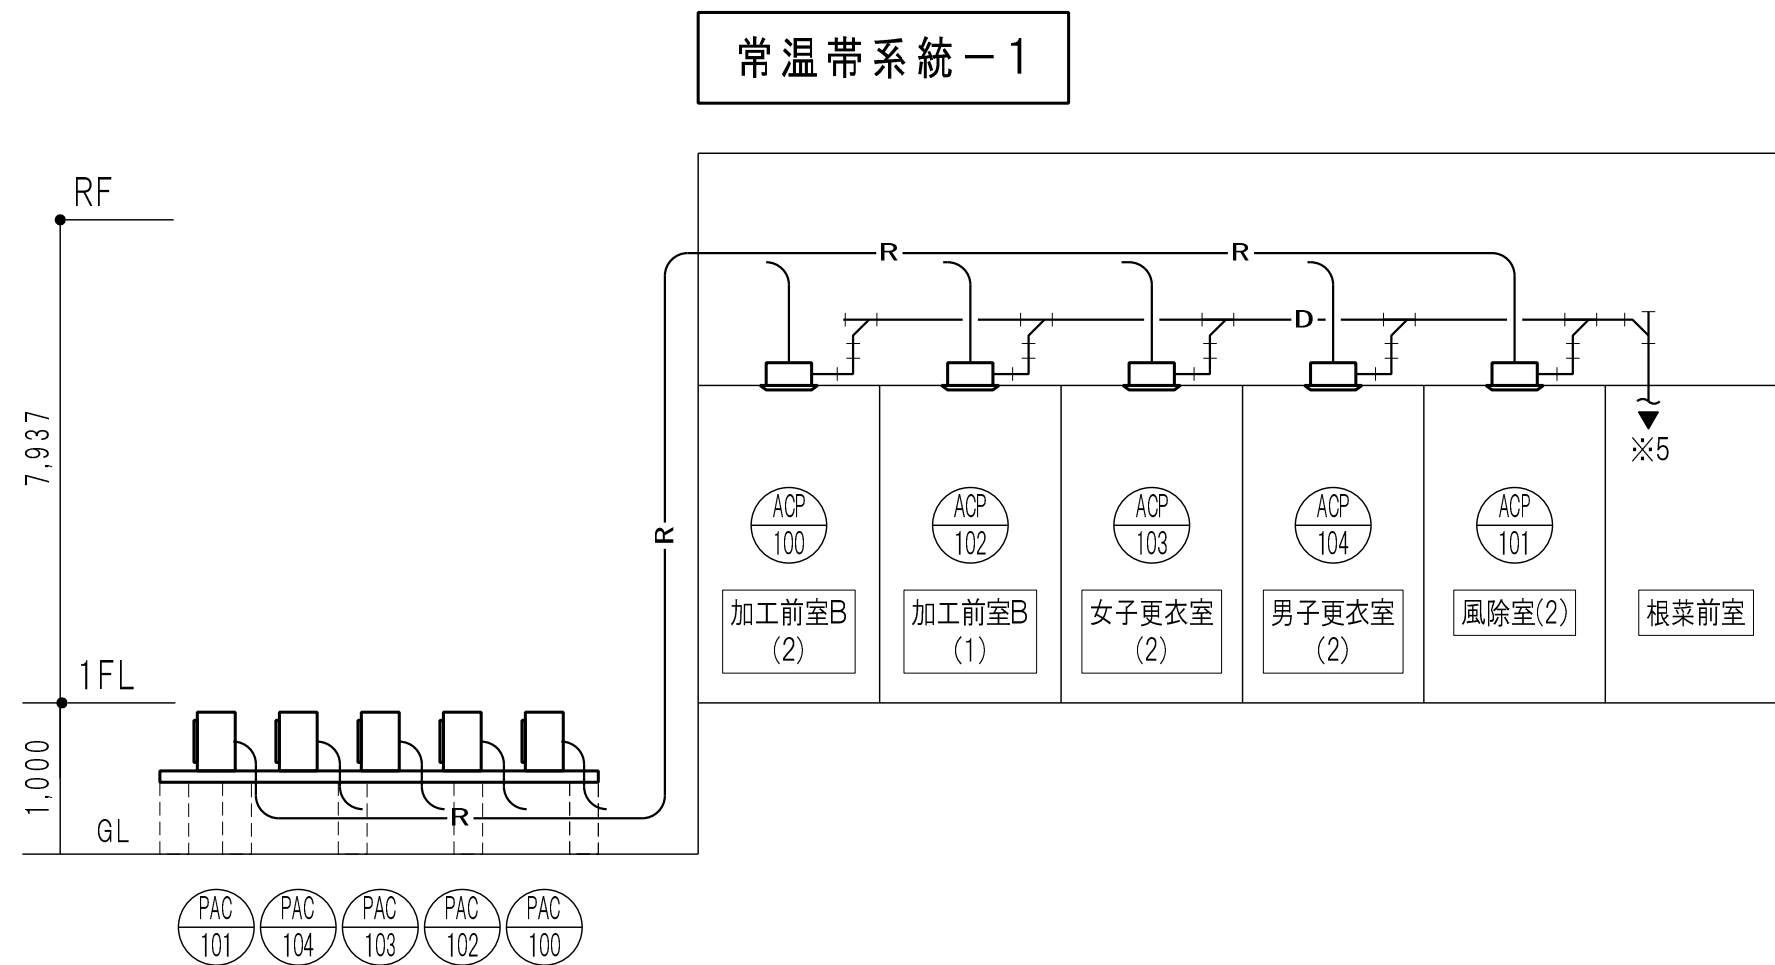 常温帯系統－1
RF
R
R
D
7,937
※5
ACP
100
ACP
102
ACP
103
ACP
104
ACP
101
R
加工前室B
(2)
加工前室B
(1)
女子更衣室
(2)
男子更衣室
(2)
風除室(2)
根菜前室
1FL
1,000
R
GL
PAC
101
PAC
104
PAC
103
PAC
102
PAC
100